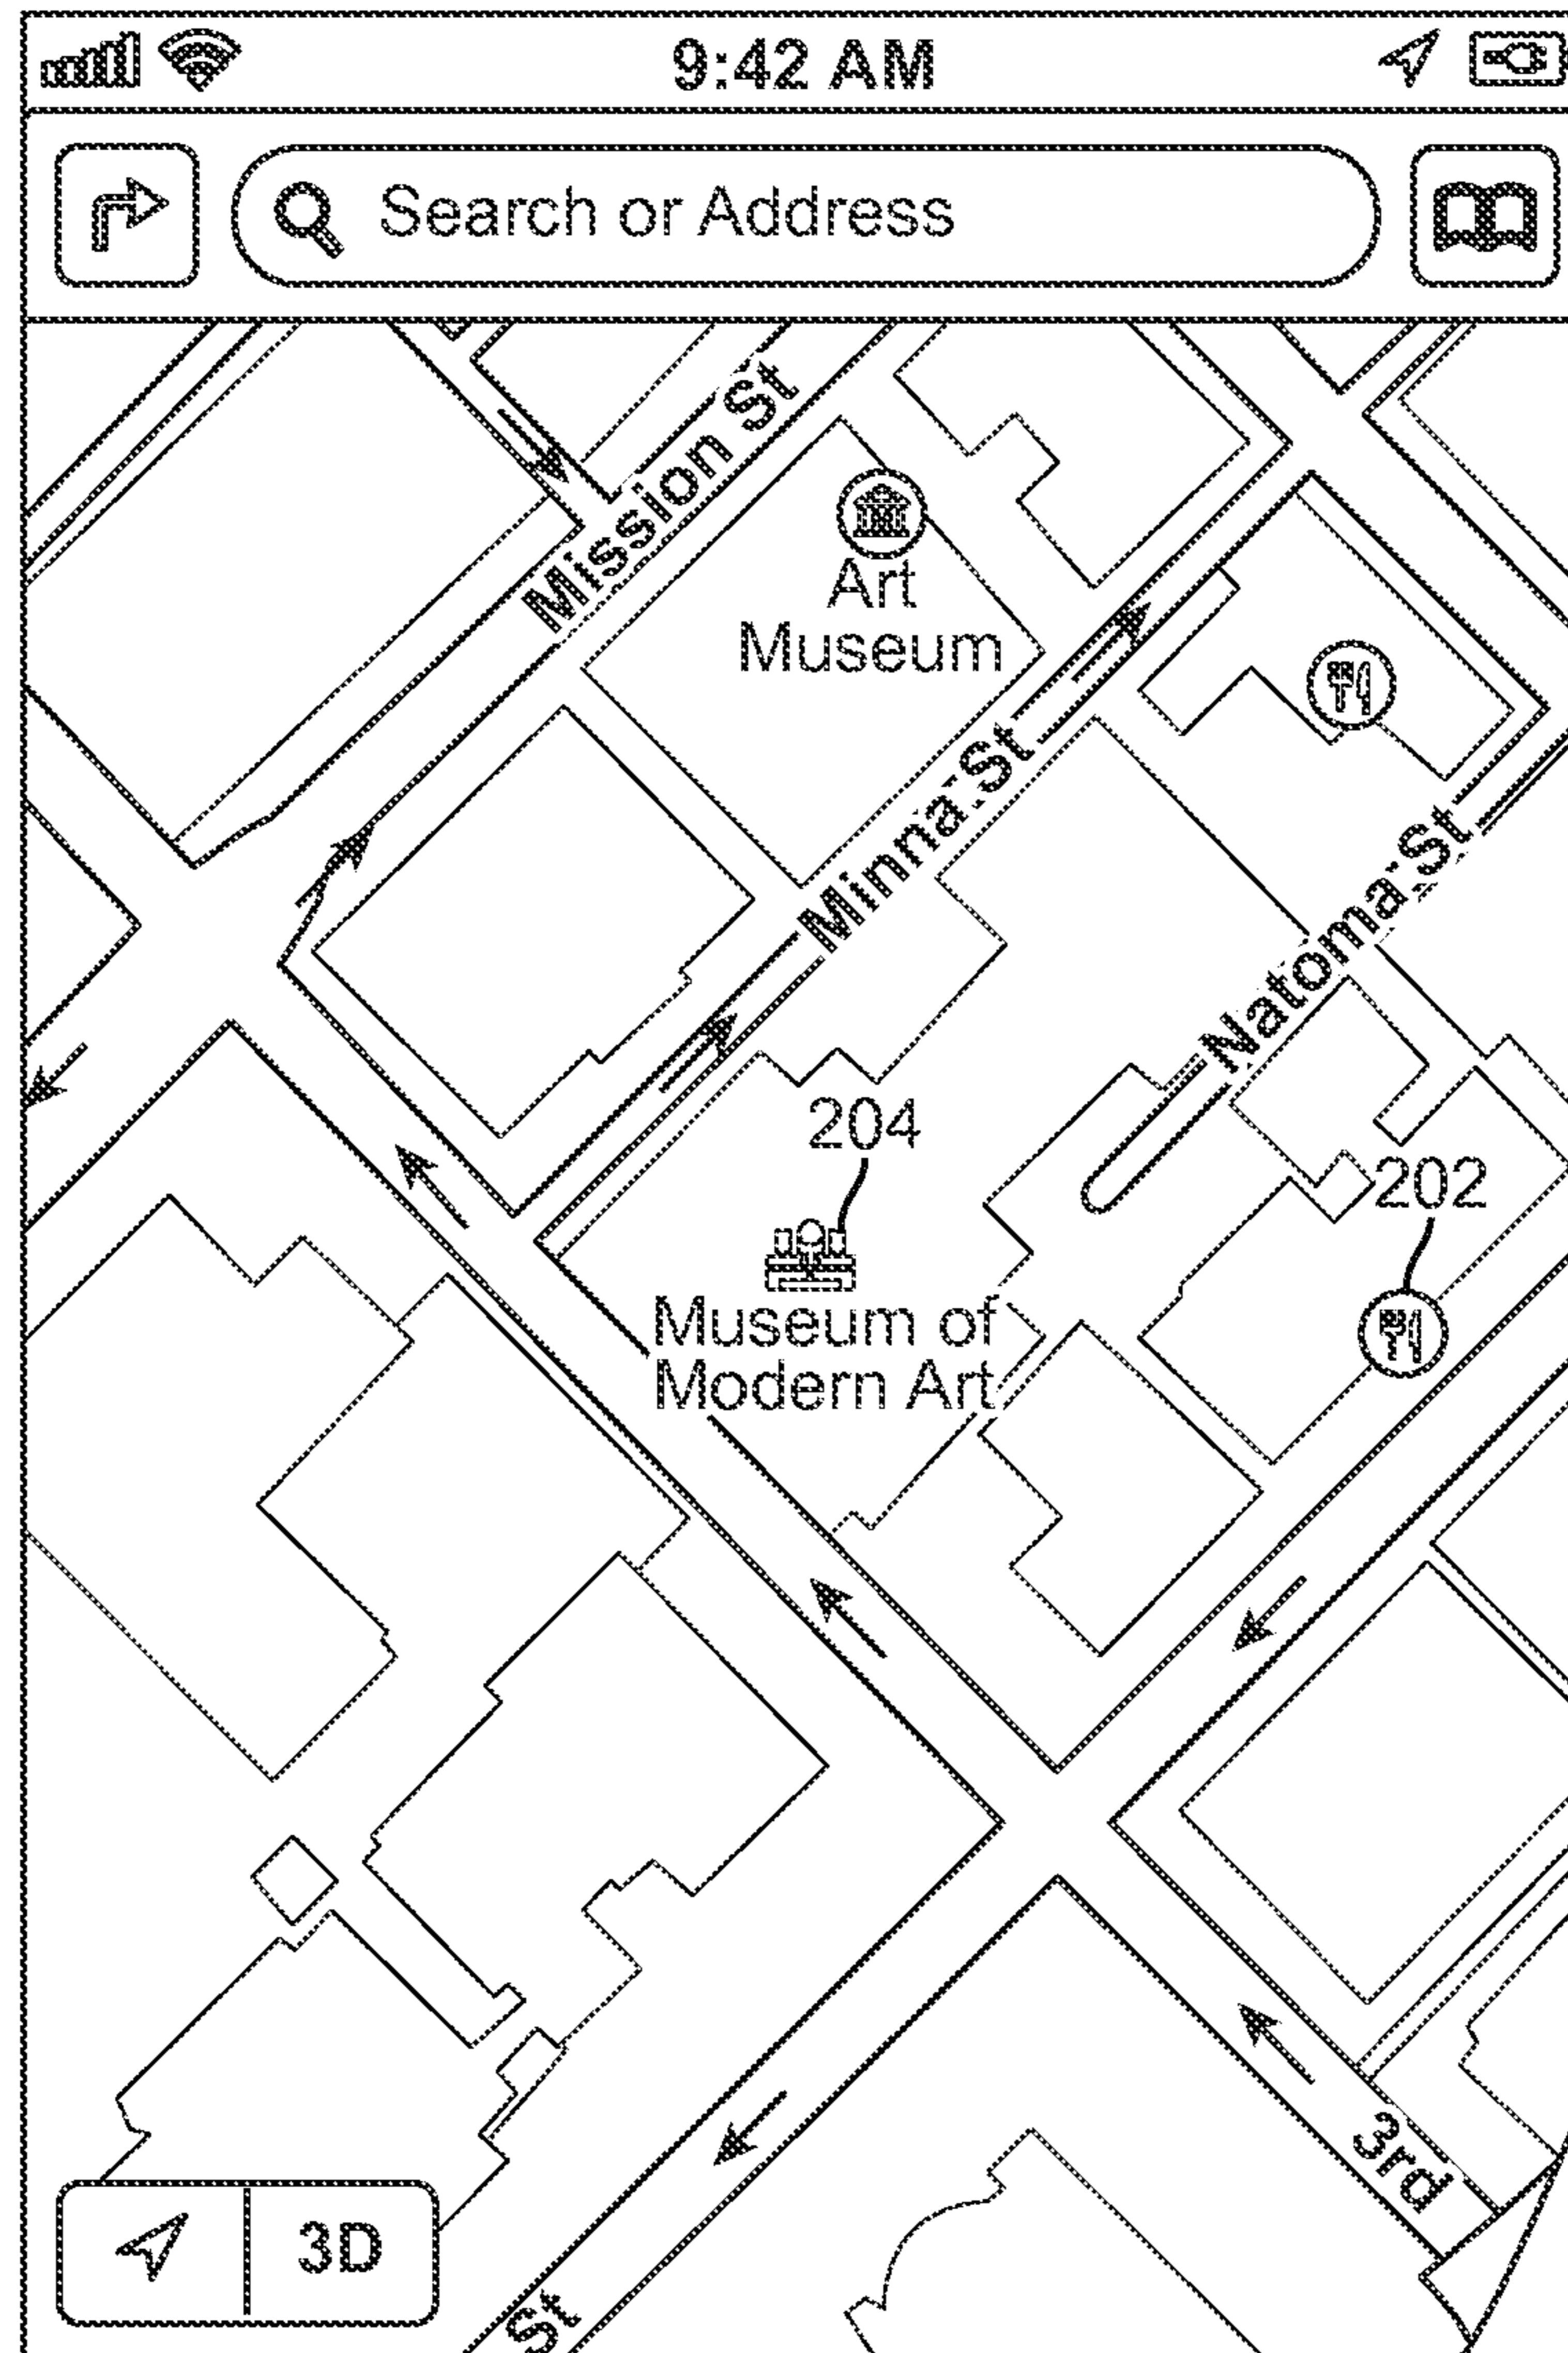 9:42 AM
Search or Address
Mission St
Art
Museum
Minna St
Natoma St
204
202
Museum of
Modern Art
3rd
3D
St